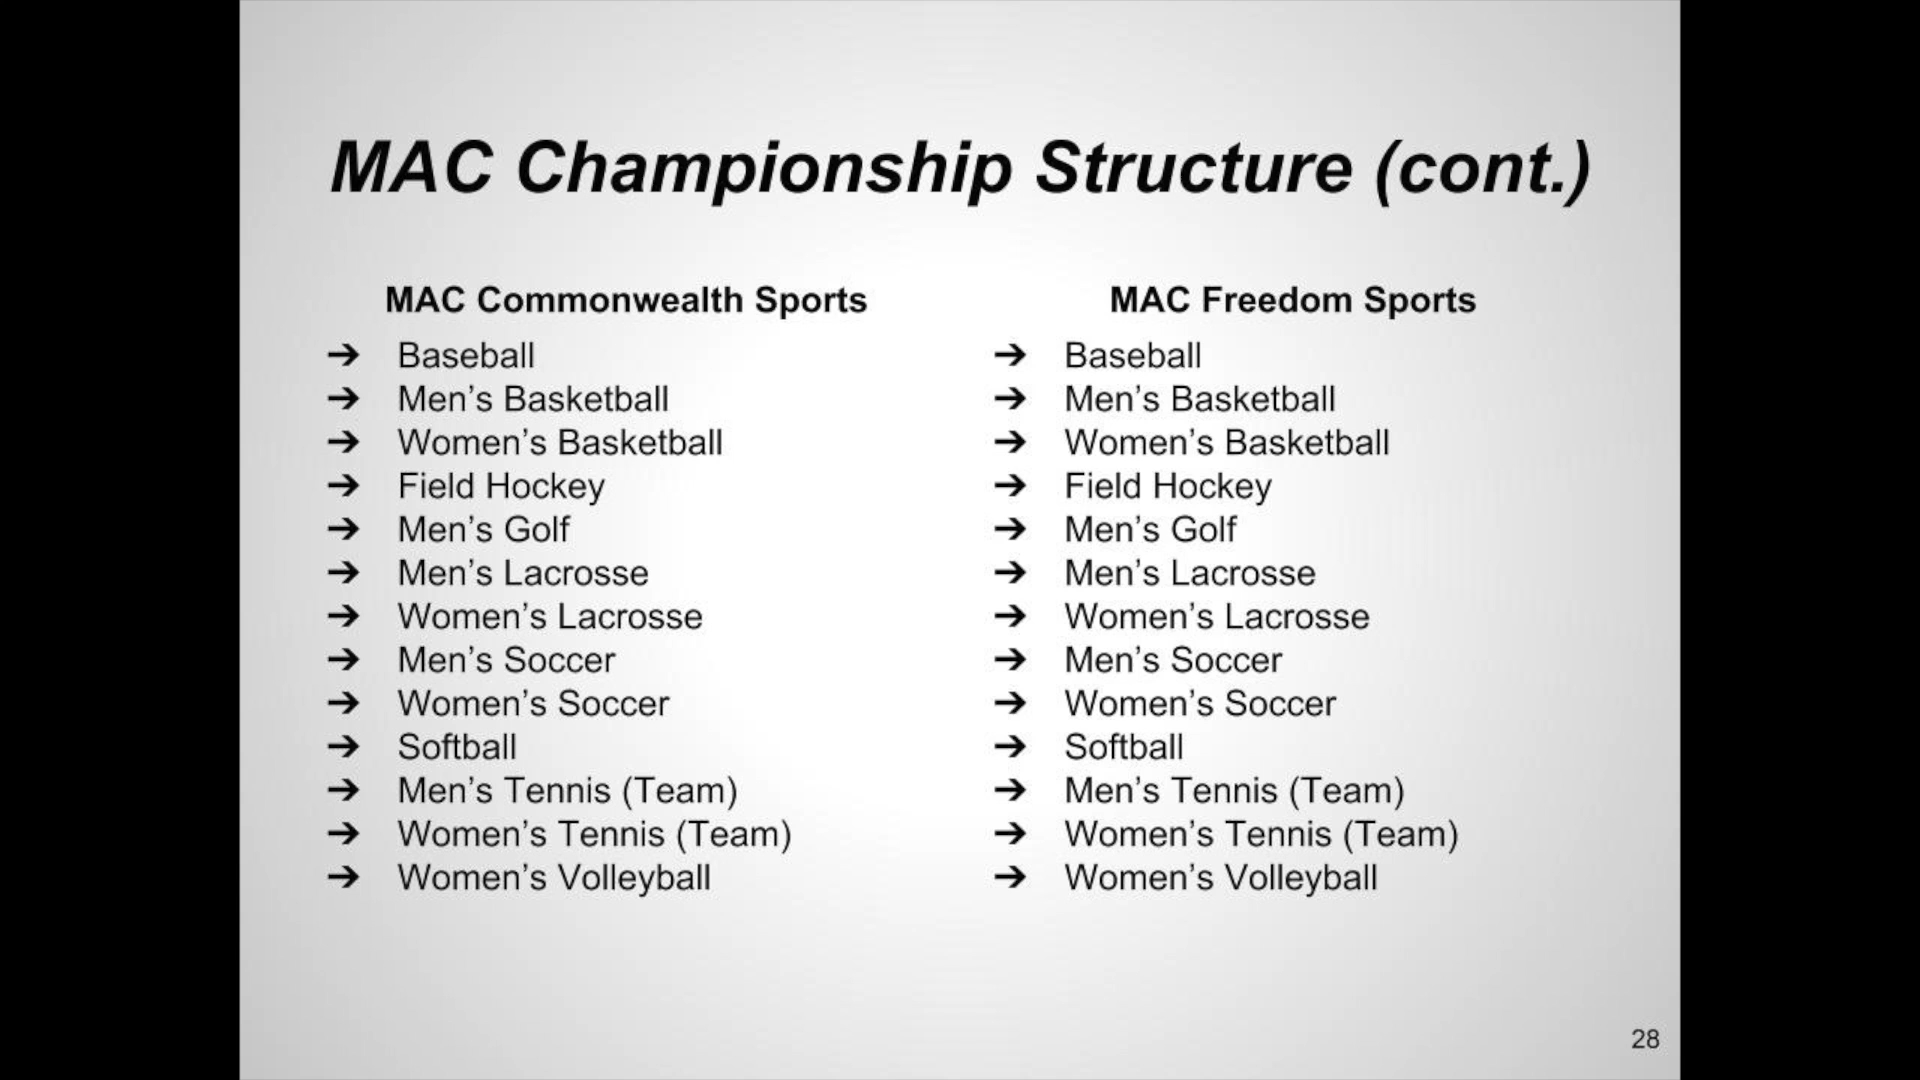 MAC Championship Structure (cont.)
MAC Commonwealth Sports
➔ Baseball
➔ Men’s Basketball
➔ Women’s Basketball
➔ Field Hockey
➔ Men’s Golf
➔ Men’s Lacrosse
➔ Women’s Lacrosse
➔ Men’s Soccer
➔ Women’s Soccer
➔ Softball
➔ Men’s Tennis (Team)
➔ Women’s Tennis (Team)
➔ Women’s Volleyball
MAC Freedom Sports
➔ Baseball
➔ Men’s Basketball
➔ Women’s Basketball
➔ Field Hockey
➔ Men’s Golf
➔ Men’s Lacrosse
➔ Women’s Lacrosse
➔ Men’s Soccer
➔ Women’s Soccer
➔ Softball
➔ Men’s Tennis (Team)
➔ Women’s Tennis (Team)
➔ Women’s Volleyball
28